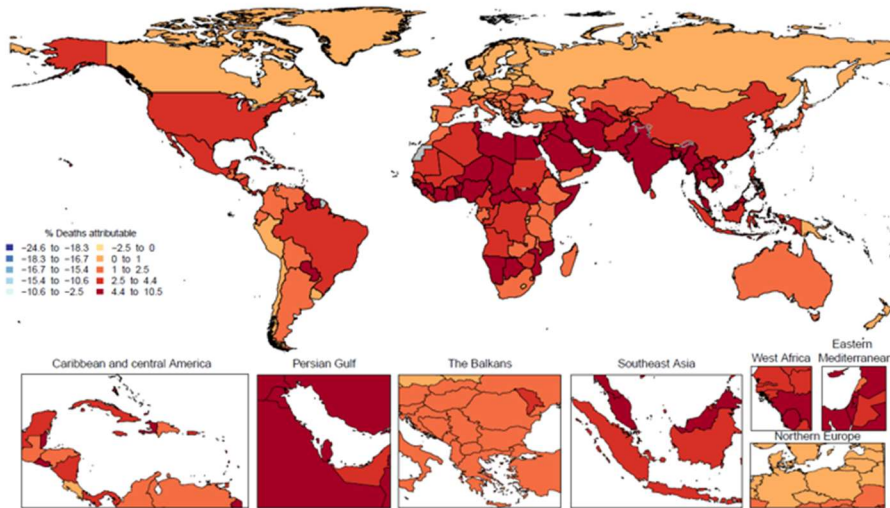 % Deaths attributable
−24.6 to −18.3
−18.3 to −16.7
−16.7 to −15.4
−15.4 to −10.6
−10.6 to −2.5
−2.5 to 0
0 to 1
1 to 2.5
2.5 to 4.4
4.4 to 10.5
Caribbean and central America
Persian Gulf
The Balkans
Southeast Asia
West Africa
Eastern
Mediterranean
Northern Europe